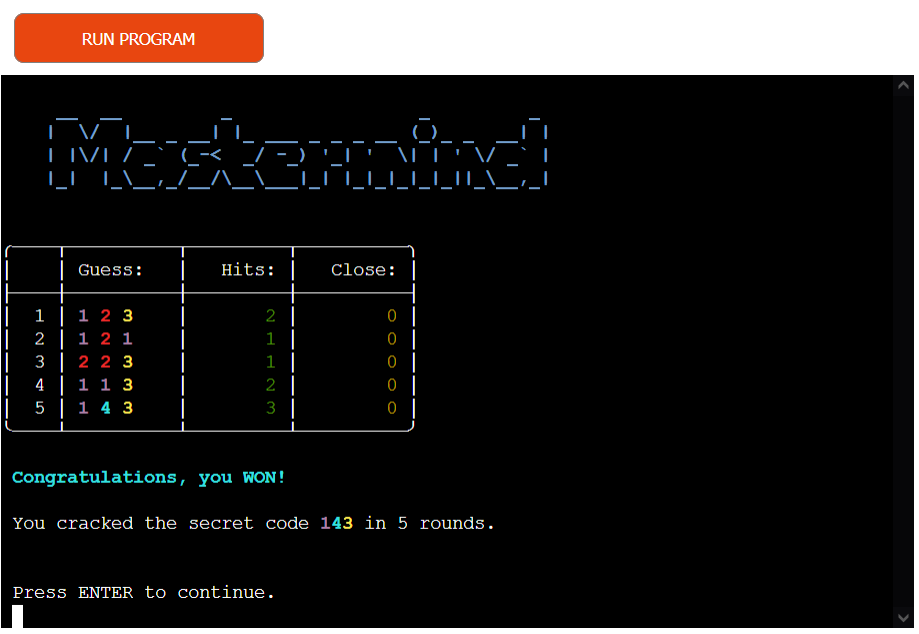 RUN PROGRAM
Mastermind
Guess: Hits: Close:
1 1 2 3 2 0
2 1 2 1 1 0
3 2 2 3 1 0
4 1 1 3 2 0
5 1 4 3 3 0
Congratulations, you WON!
You cracked the secret code 143 in 5 rounds.
Press ENTER to continue.